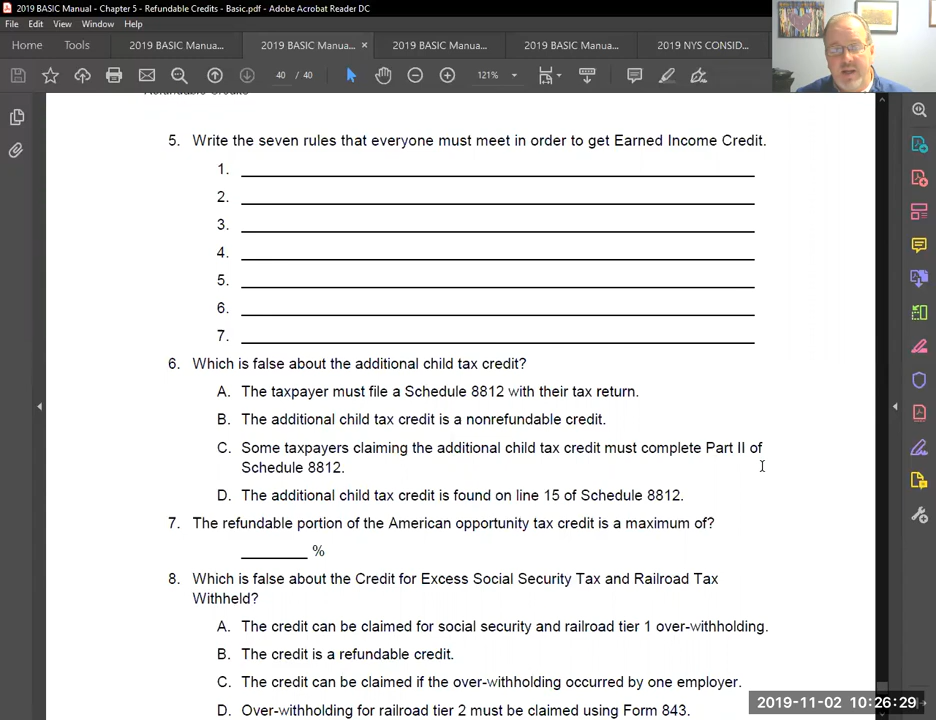 2019 BASIC Manual - Chapter 5 - Refundable Credits - Basic.pdf - Adobe Acrobat Reader DC
File Edit View Window Help
Home Tools 2019 BASIC Manua... 2019 BASIC Manua... × 2019 BASIC Manua... 2019 BASIC Manua... 2019 NYS CONSID...
40 / 40 121%
Refundable Credits
5. Write the seven rules that everyone must meet in order to get Earned Income Credit.
1.
2.
3.
4.
5.
6.
7.
6. Which is false about the additional child tax credit?
A. The taxpayer must file a Schedule 8812 with their tax return.
B. The additional child tax credit is a nonrefundable credit.
C. Some taxpayers claiming the additional child tax credit must complete Part II of
Schedule 8812.
D. The additional child tax credit is found on line 15 of Schedule 8812.
7. The refundable portion of the American opportunity tax credit is a maximum of?
_______ %
8. Which is false about the Credit for Excess Social Security Tax and Railroad Tax
Withheld?
A. The credit can be claimed for social security and railroad tier 1 over-withholding.
B. The credit is a refundable credit.
C. The credit can be claimed if the over-withholding occurred by one employer.
D. Over-withholding for railroad tier 2 must be claimed using Form 843.
2019-11-02 10:26:29